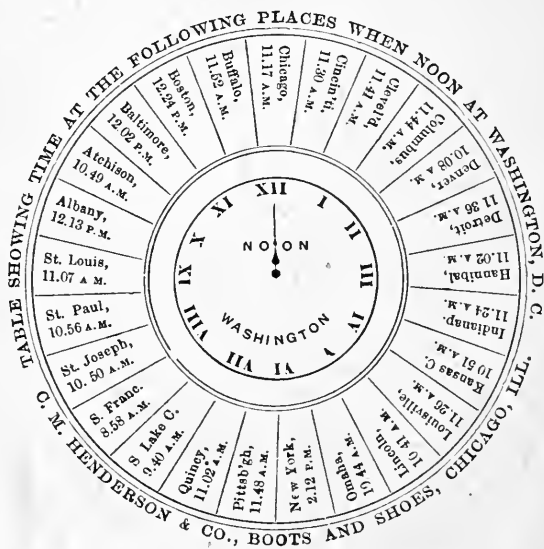 TABLE SHOWING TIME AT THE FOLLOWING PLACES WHEN NOON AT WASHINGTON, D. C.
Albany,
12.13 P.M.
Atchison,
10.49 A.M.
Baltimore,
12.02 P.M.
Boston,
12.24 P.M.
Buffalo,
11.52 A.M.
Chicago,
11.17 A.M.
Cincin'ti,
11.30 A.M.
Clevel'd,
11.41 A.M.
Columbus,
11.44 A.M.
Denver,
10.08 A.M.
Detroit,
11 36 A.M.
Hannibal,
11.02 A.M.
Indianap.
11.24 A.M.
Kansas C.
10 51 A.M.
Louisville,
11.26 A.M.
Lincoln,
10.41 A.M.
Omaha,
10.44 A.M.
New York,
2.12 P.M.
Pittsb'gh
11.48 A.M.
Quincy,
11.02 A.M.
S. Lake C.
9.40 A.M.
S. Franc.
8.58 A.M.
St. Joseph,
10. 50 A.M.
St. Paul,
10.56 A.M.
St. Louis,
11.07 A M.
XII
I
II
III
IV
V
VI
VII
VIII
IX
X
XI
NOON
WASHINGTON
C. M. HENDERSON & CO., BOOTS AND SHOES, CHICAGO, ILL.